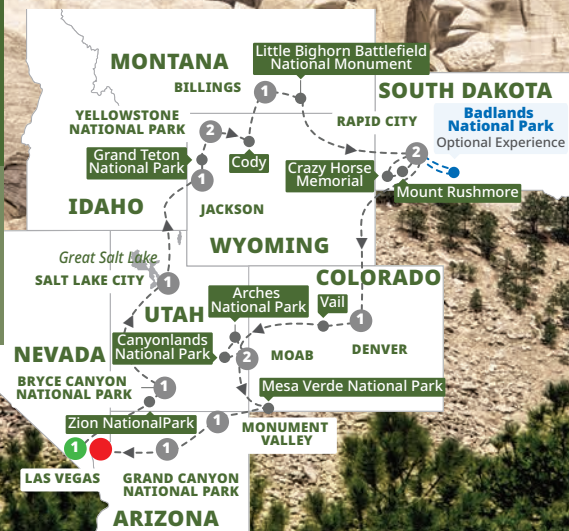 MONTANA
Little Bighorn Battlefield
National Monument
BILLINGS
1
SOUTH DAKOTA
YELLOWSTONE
NATIONAL PARK
2
RAPID CITY
Badlands
National Park
Optional Experience
Grand Teton
National Park
Cody
2
Crazy Horse
Memorial
Mount Rushmore
1
IDAHO
JACKSON
WYOMING
Great Salt Lake
SALT LAKE CITY
1
COLORADO
Arches
National Park
Vail
UTAH
1
DENVER
Canyonlands
National Park
2
MOAB
NEVADA
BRYCE CANYON
NATIONAL PARK
1
Mesa Verde National Park
Zion NationalPark
1
MONUMENT
VALLEY
1
1
LAS VEGAS
GRAND CANYON
NATIONAL PARK
ARIZONA